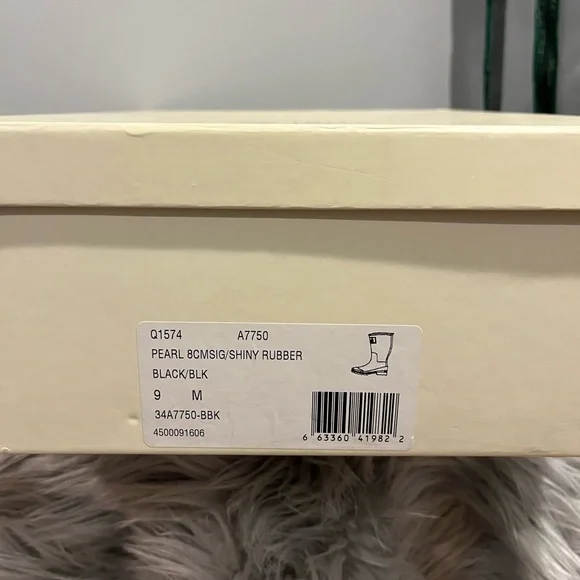 Q1574 A7750
PEARL 8CMSIG/SHINY RUBBER
BLACK/BLK
9 M
34A7750-BBK
4500091606
6 63360 41982 2